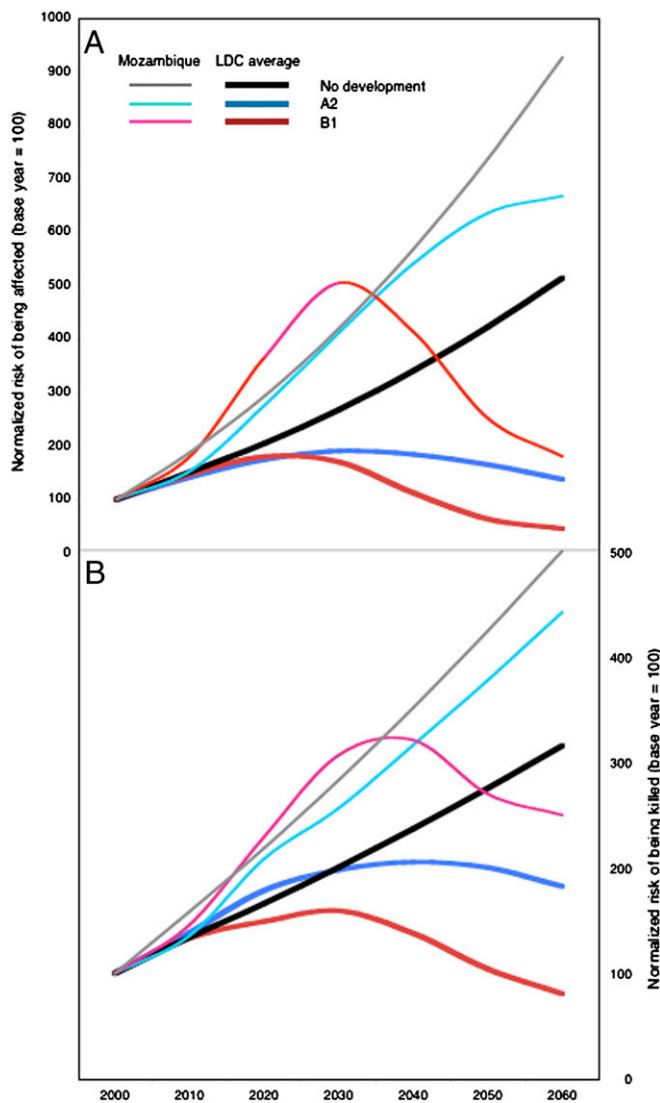 1000
A
Mozambique LDC average
900
No development
A2
B1
800
700
600
500
400
300
200
100
0
Normalized risk of being affected (base year = 100)
B
500
400
300
200
100
0
Normalized risk of being killed (base year = 100)
2000 2010 2020 2030 2040 2050 2060